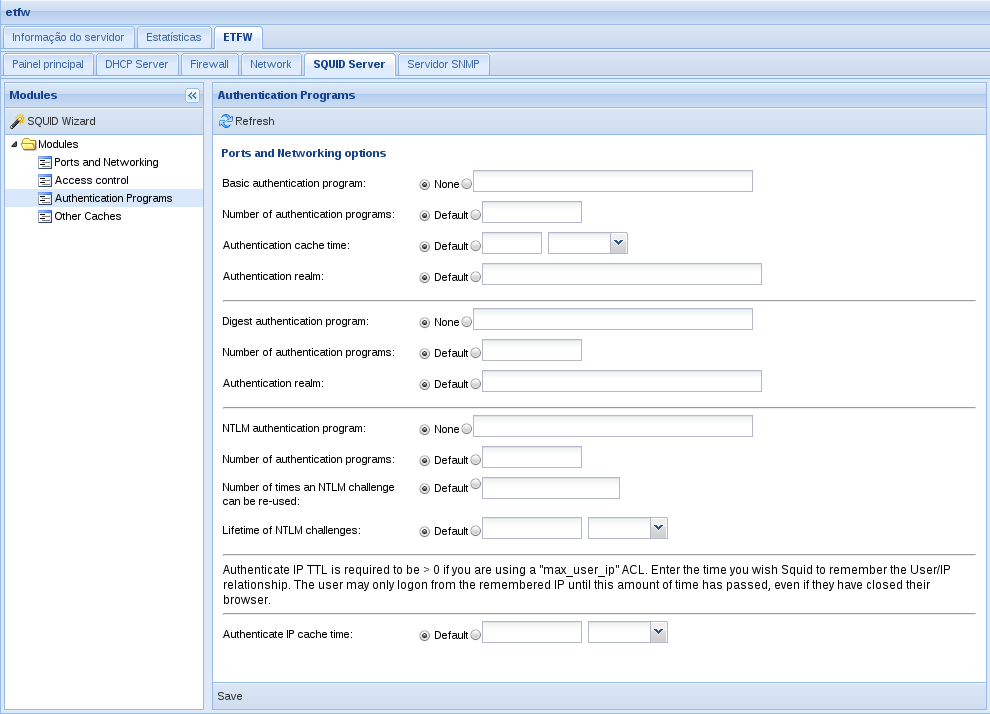 etfw
Informação do servidor Estatísticas ETFW
Painel principal DHCP Server Firewall Network SQUID Server Servidor SNMP
Modules
SQUID Wizard
Modules
Ports and Networking
Access control
Authentication Programs
Other Caches
Authentication Programs
Refresh
Ports and Networking options
Basic authentication program: None
Number of authentication programs: Default
Authentication cache time: Default
Authentication realm: Default
Digest authentication program: None
Number of authentication programs: Default
Authentication realm: Default
NTLM authentication program: None
Number of authentication programs: Default
Number of times an NTLM challenge
can be re-used: Default
Lifetime of NTLM challenges: Default
Authenticate IP TTL is required to be > 0 if you are using a "max_user_ip" ACL. Enter the time you wish Squid to remember the User/IP
relationship. The user may only logon from the remembered IP until this amount of time has passed, even if they have closed their
browser.
Authenticate IP cache time: Default
Save